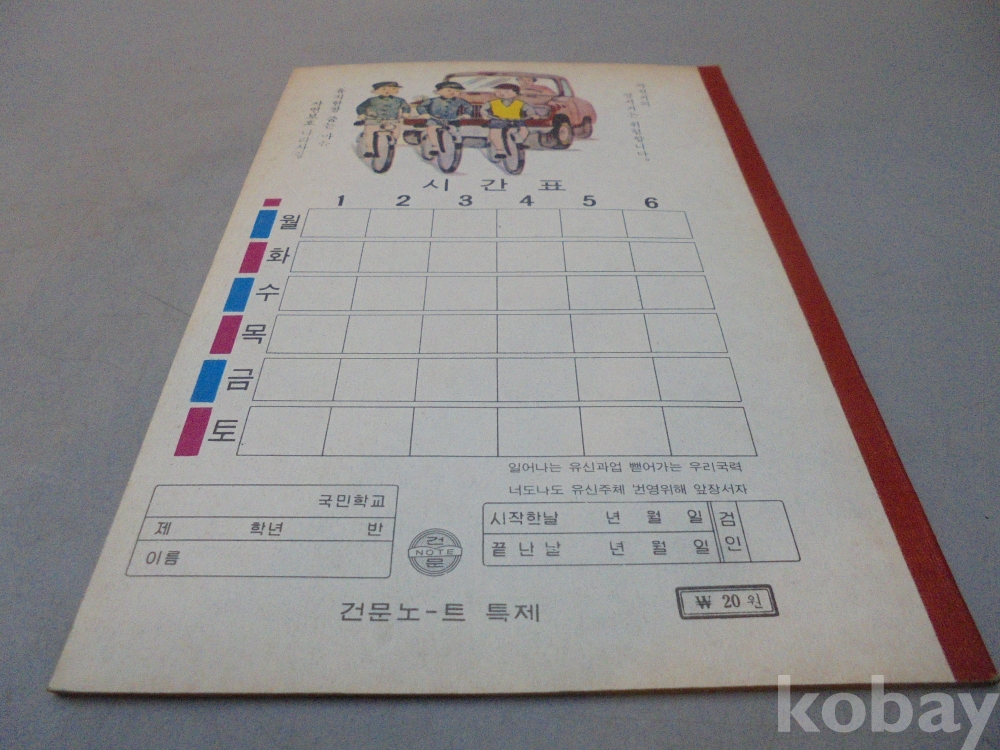 시간표
1 2 3 4 5 6
월
화
수
목
금
토
일어나는 유신과업 뻗어가는 우리국력
너도나도 유신주체 번영위해 앞장서자
국민학교
제 학년 반
이름
건문
NOTE
시작한날 년 월 일
끝난날 년 월 일
검인
건문노-트 특제
₩ 20 원
kobay